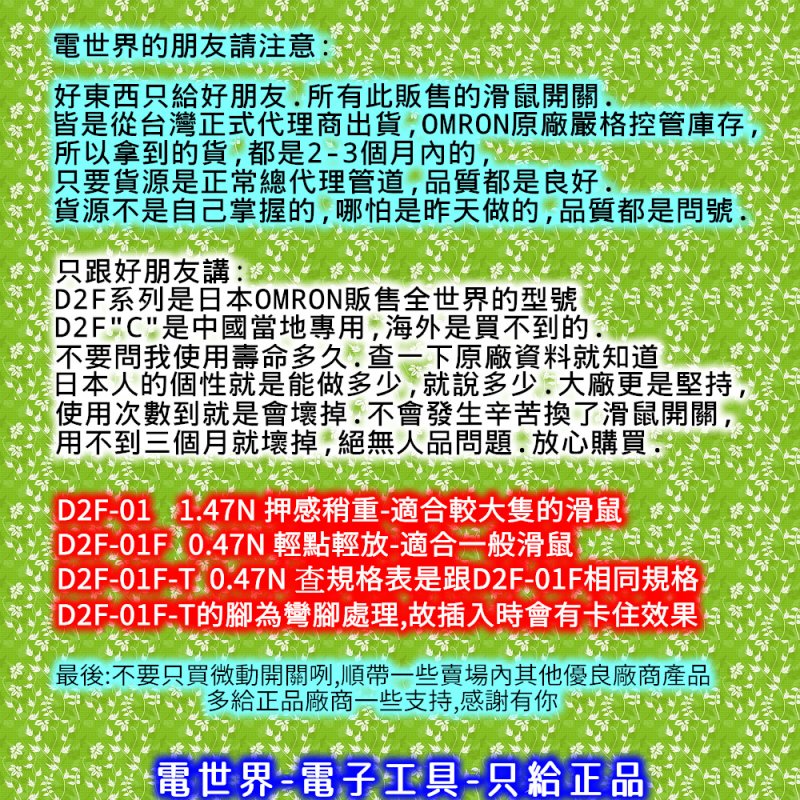 電世界的朋友請注意:
好東西只給好朋友.所有此販售的滑鼠開關.
皆是從台灣正式代理商出貨,OMRON原廠嚴格控管庫存,
所以拿到的貨,都是2-3個月內的,
只要貨源是正常總代理管道,品質都是良好.
貨源不是自己掌握的,哪怕是昨天做的,品質都是問號.
只跟好朋友講:
D2F系列是日本OMRON販售全世界的型號
D2F"C"是中國當地專用,海外是買不到的.
不要問我使用壽命多久.查一下原廠資料就知道
日本人的個性就是能做多少,就說多少.大廠更是堅持,
使用次數到就是會壞掉.不會發生辛苦換了滑鼠開關,
用不到三個月就壞掉,絕無人品問題.放心購買.
D2F-01 1.47N 押感稍重-適合較大隻的滑鼠
D2F-01F 0.47N 輕點輕放-適合一般滑鼠
D2F-01F-T 0.47N 查規格表是跟D2F-01F相同規格
D2F-01F-T的腳為彎腳處理,故插入時會有卡住效果
最後:不要只買微動開關咧,順帶一些賣場內其他優良廠商產品
多給正品廠商一些支持,感謝有你
電世界-電子工具-只給正品